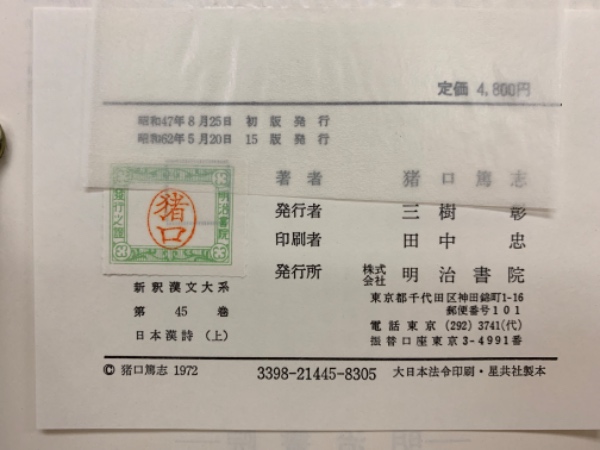 定価 4,800円
昭和47年8月25日 初版発行
昭和62年5月20日 15版発行
著者 猪口篤志
発行者 三樹彰
印刷者 田中忠
発行所 株式会社 明治書院
東京都千代田区神田錦町1-16
郵便番号101
電話東京 (292) 3741(代)
振替口座東京3-4991番
明治書院
猪口
新釈漢文大系
第45巻
日本漢詩(上)
© 猪口篤志 1972
3398-21445-8305
大日本法令印刷・星共社製本